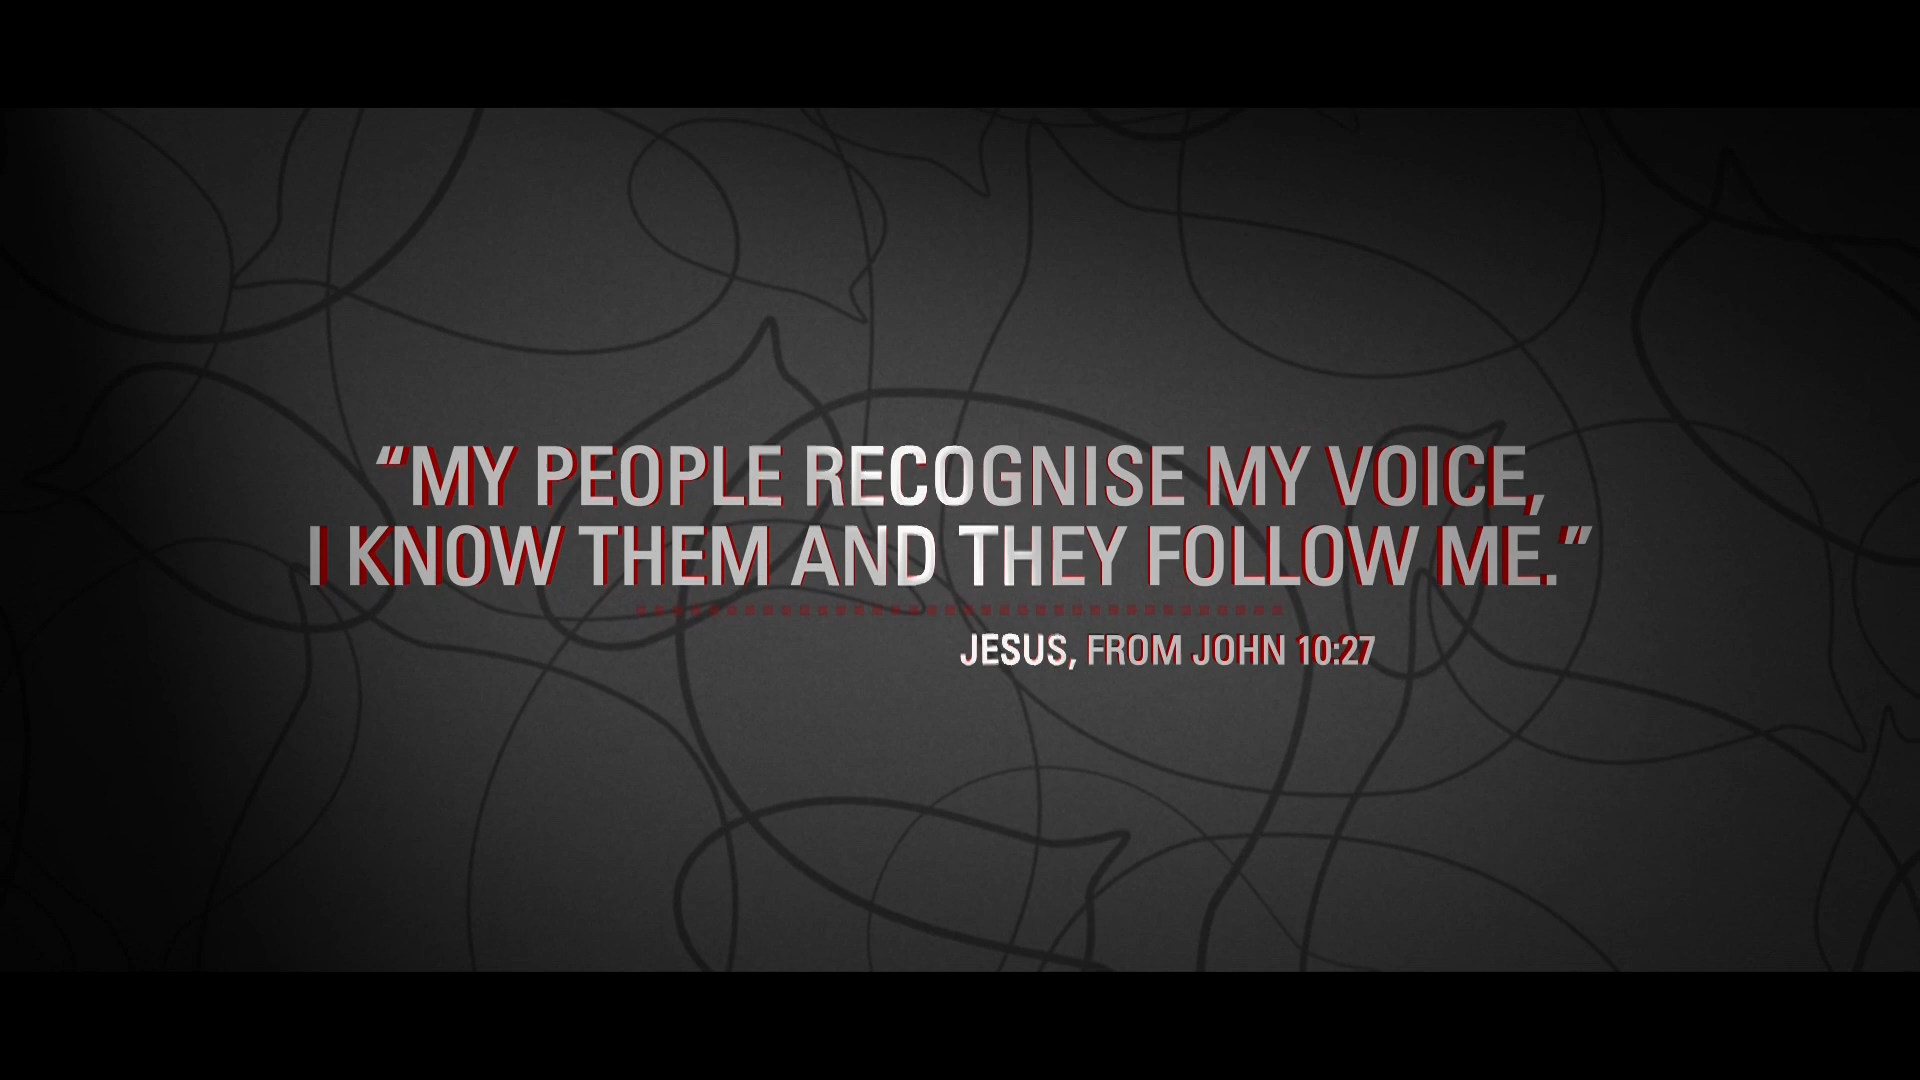 “MY PEOPLE RECOGNISE MY VOICE,
I KNOW THEM AND THEY FOLLOW ME.”
JESUS, FROM JOHN 10:27